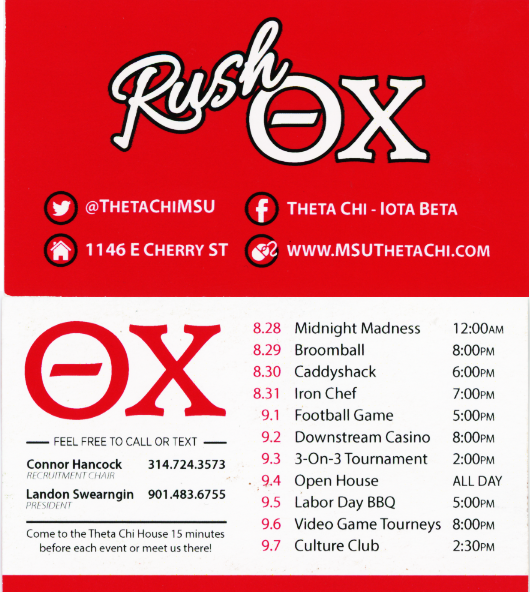 Rush
ΘX
@THETACHIMSU
THETA CHI - IOTA BETA
1146 E CHERRY ST
WWW.MSUTHETACHI.COM
ΘX
FEEL FREE TO CALL OR TEXT
Connor Hancock 314.724.3573
RECRUITMENT CHAIR
Landon Swearngin 901.483.6755
PRESIDENT
Come to the Theta Chi House 15 minutes
before each event or meet us there!
8.28 Midnight Madness 12:00AM
8.29 Broomball 8:00PM
8.30 Caddyshack 6:00PM
8.31 Iron Chef 7:00PM
9.1 Football Game 5:00PM
9.2 Downstream Casino 8:00PM
9.3 3-On-3 Tournament 2:00PM
9.4 Open House ALL DAY
9.5 Labor Day BBQ 5:00PM
9.6 Video Game Tourneys 8:00PM
9.7 Culture Club 2:30PM